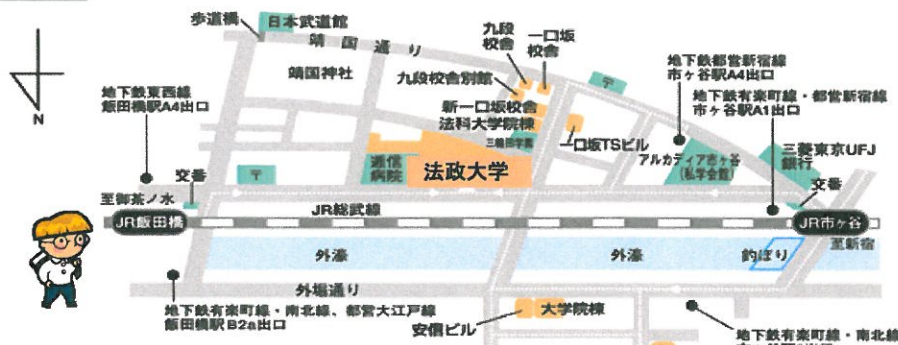 歩道橋
日本武道館
靖国通り
九段
校舎
一口坂
校舎
靖国神社
九段校舎別館
地下鉄都営新宿線
市ヶ谷駅A4出口
地下鉄東西線
飯田橋駅A4出口
〒
地下鉄有楽町線・都営新宿線
市ヶ谷駅A1出口
N
新一口坂校舎
法科大学院棟
三輪田学園
一口坂TSビル
アルカディア市ヶ谷
(私学会館)
三菱東京UFJ
銀行
逓信
病院
法政大学
交番
〒
交番
至御茶ノ水
JR飯田橋
JR総武線
JR市ヶ谷
至新宿
外濠
外濠
釣ぼり
外堀通り
地下鉄有楽町線・南北線、都営大江戸線
飯田橋駅B2a出口
安信ビル
大学院棟
地下鉄有楽町線・南北線